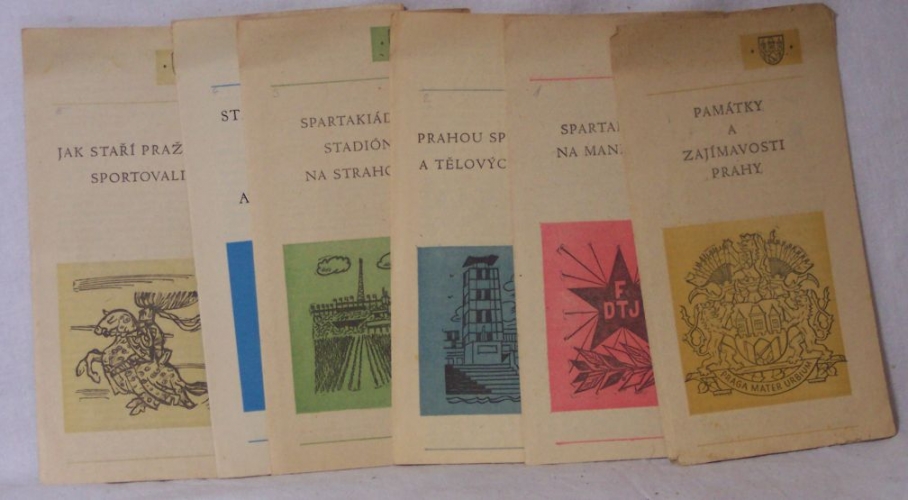 JAK STAŘÍ PRAŽ
SPORTOVALI
ST
A
SPARTAKIÁD
STADIÓN
NA STRAHO
PRAHOU SP
A TĚLOVÝC
SPARTA
NA MAN
F.
DTJ
PAMÁTKY
A
ZAJÍMAVOSTI
PRAHY
PRAGA MATER URBIUM